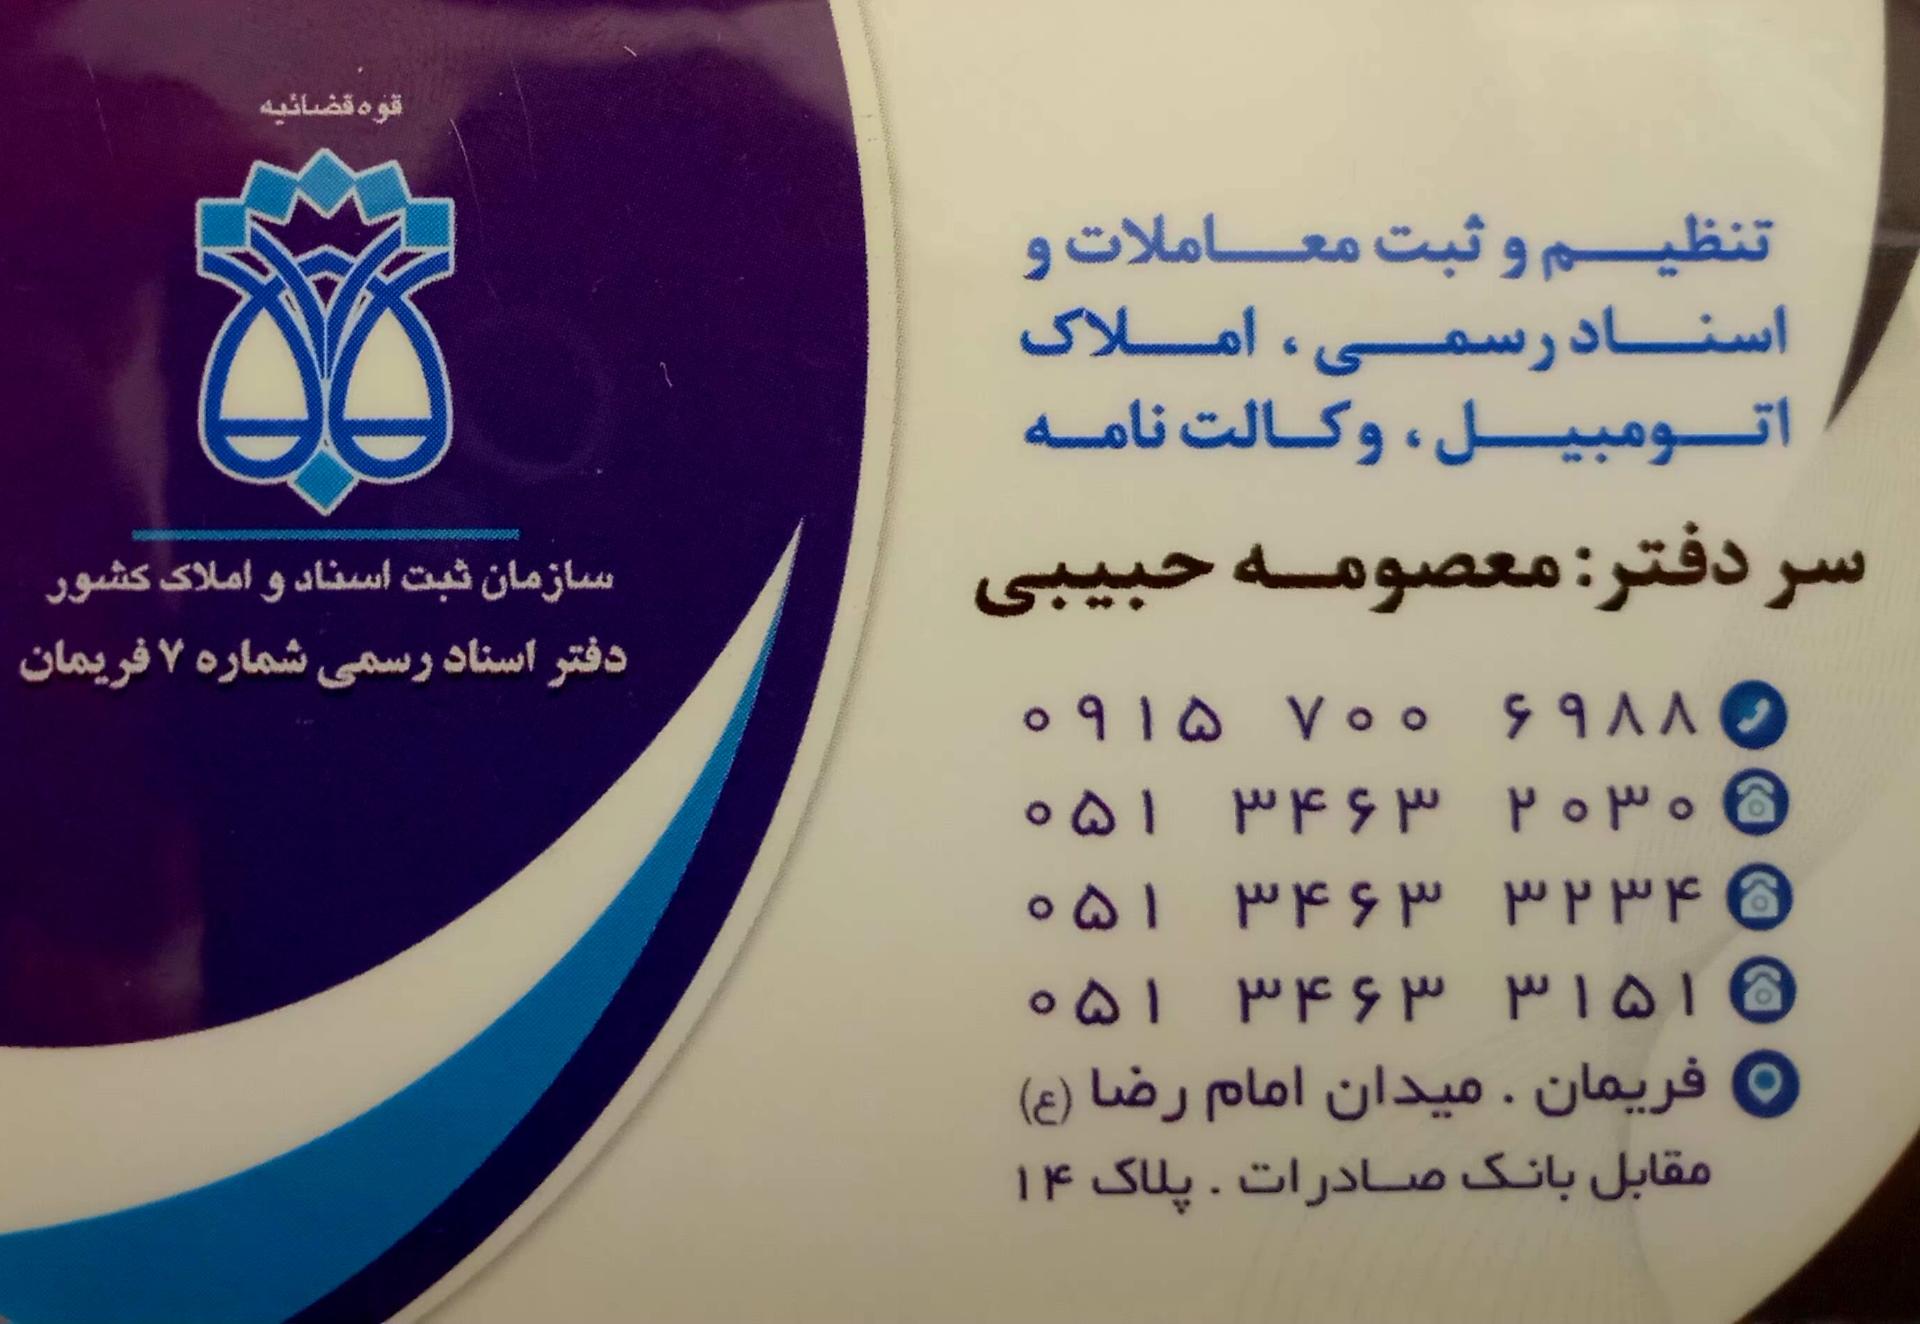 قوه قضائیه
سازمان ثبت اسناد و املاک کشور
دفتر اسناد رسمی شماره ۷ فریمان
تنظیم و ثبت معاملات و
اسناد رسمی ، املاک
اتومبیل ، وکالت نامه
سر دفتر: معصومه حبیبی
۰۹۱۵ ۷۰۰ ۶۹۸۸
۰۵۱ ۳۴۶۳ ۲۰۳۰
۰۵۱ ۳۴۶۳ ۳۲۳۴
۰۵۱ ۳۴۶۳ ۳۱۵۱
فریمان . میدان امام رضا (ع)
مقابل بانک صادرات . پلاک ۱۴